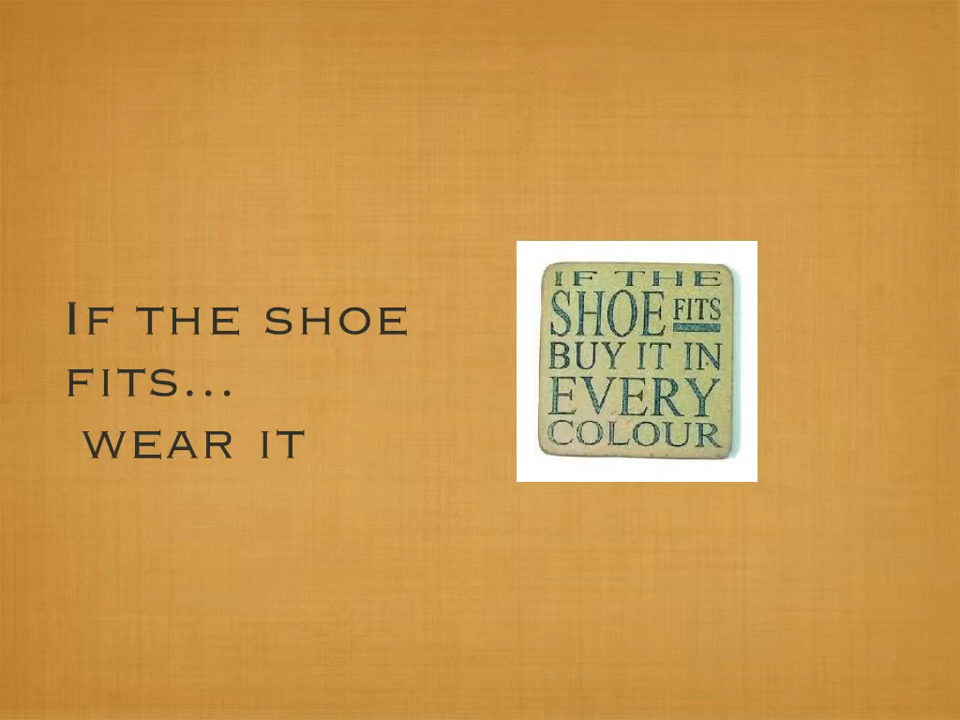 If the shoe
fits...
wear it
IF THE
SHOE FITS
BUY IT IN
EVERY
COLOUR